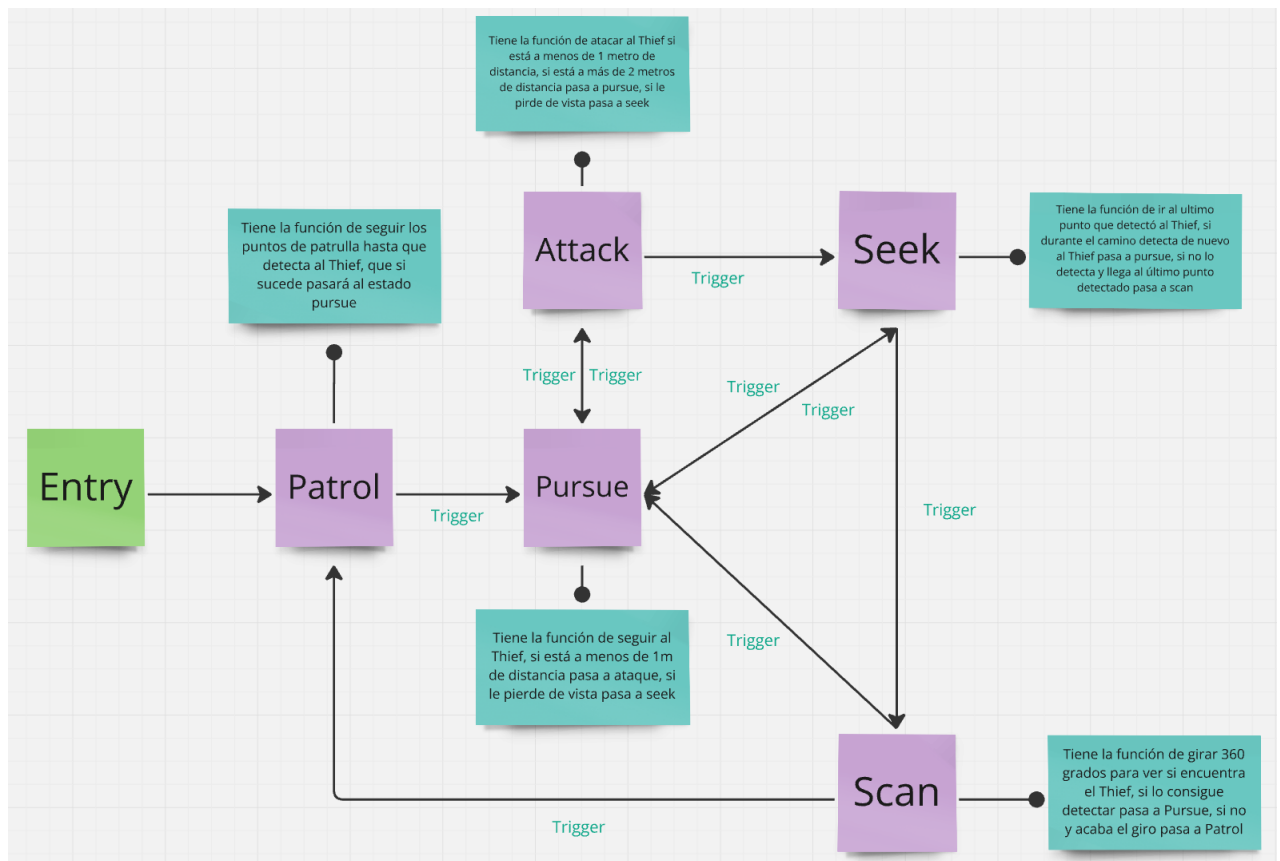 Tiene la función de atacar al Thief si
está a menos de 1 metro de
distancia, si está a más de 2 metros
de distancia pasa a pursue, si le
pirde de vista pasa a seek
Tiene la función de seguir los
puntos de patrulla hasta que
detecta al Thief, que si
sucede pasará al estado
pursue
Attack
Trigger
Seek
Tiene la función de ir al ultimo
punto que detectó al Thief, si
durante el camino detecta de nuevo
al Thief pasa a pursue, si no lo
detecta y llega al último punto
detectado pasa a scan
Trigger
Trigger
Trigger
Trigger
Entry
Patrol
Trigger
Pursue
Trigger
Tiene la función de seguir al
Thief, si está a menos de 1m
de distancia pasa a ataque, si
le pierde de vista pasa a seek
Trigger
Trigger
Scan
Tiene la función de girar 360
grados para ver si encuentra
el Thief, si lo consigue
detectar pasa a Pursue, si no
y acaba el giro pasa a Patrol